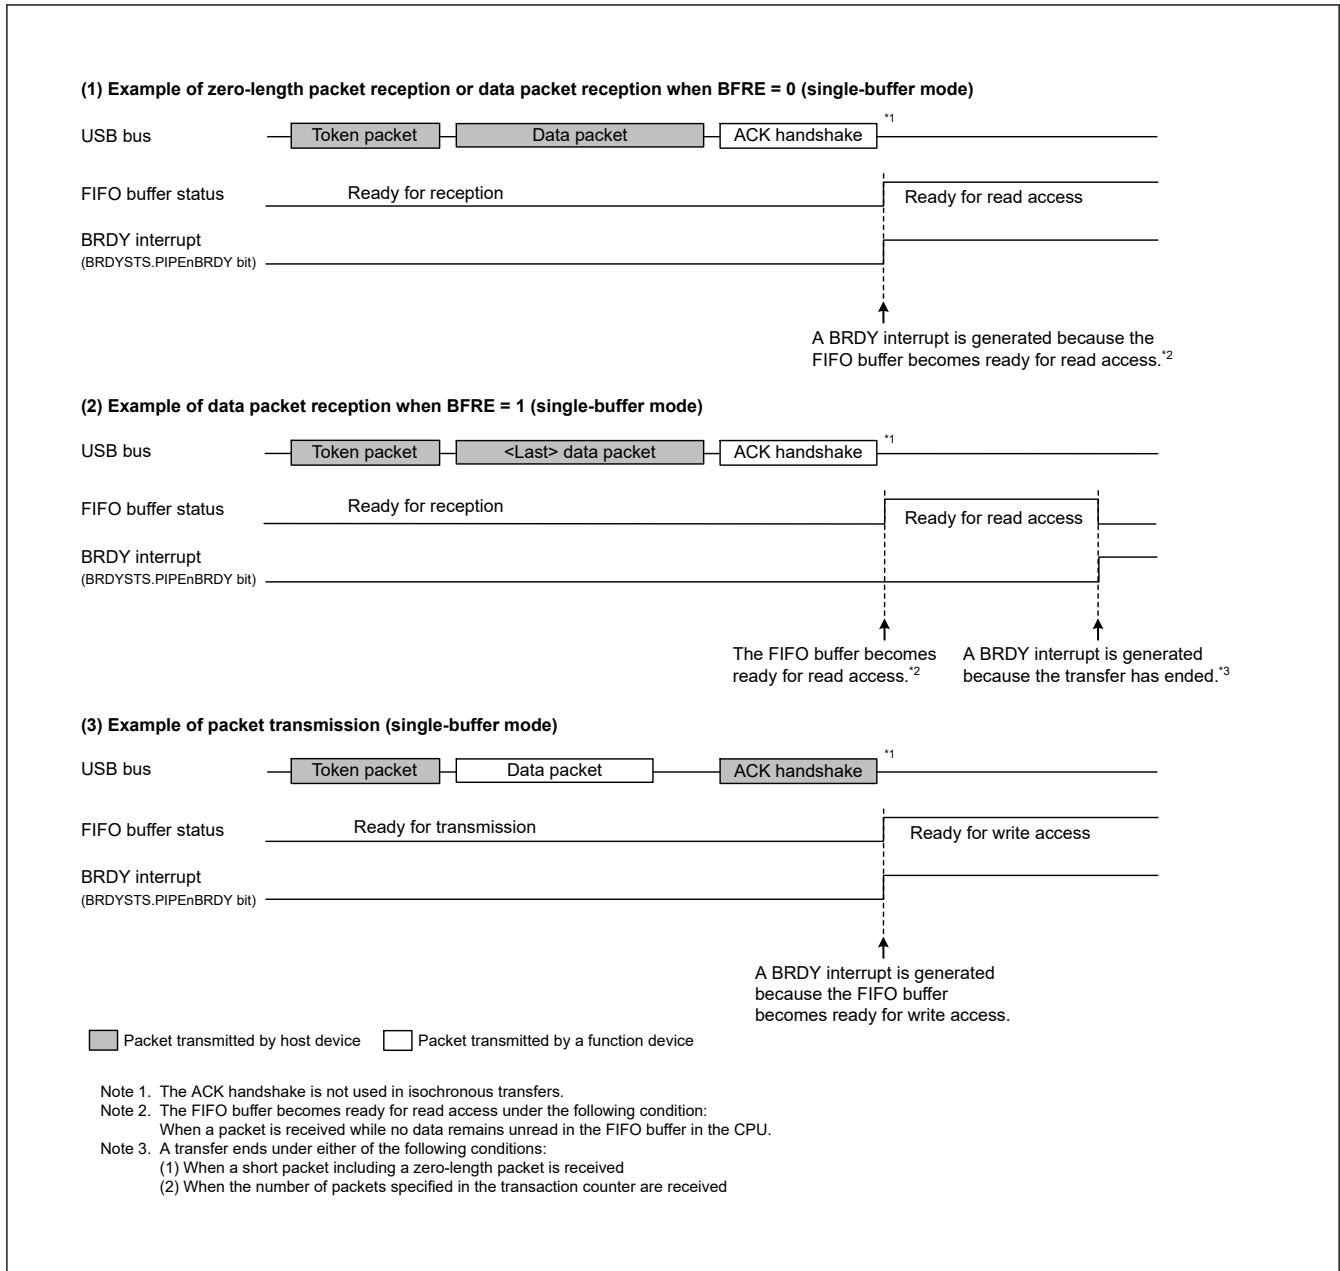 (1) Example of zero-length packet reception or data packet reception when BFRE = 0 (single-buffer mode)
USB bus
Token packet
Data packet
ACK handshake
*1
FIFO buffer status
Ready for reception
Ready for read access
BRDY interrupt
(BRDYSTS.PIPEnBRDY bit)
A BRDY interrupt is generated because the
FIFO buffer becomes ready for read access.*2
(2) Example of data packet reception when BFRE = 1 (single-buffer mode)
USB bus
Token packet
<Last> data packet
ACK handshake
*1
FIFO buffer status
Ready for reception
Ready for read access
BRDY interrupt
(BRDYSTS.PIPEnBRDY bit)
The FIFO buffer becomes
ready for read access.*2
A BRDY interrupt is generated
because the transfer has ended.*3
(3) Example of packet transmission (single-buffer mode)
USB bus
Token packet
Data packet
ACK handshake
*1
FIFO buffer status
Ready for transmission
Ready for write access
BRDY interrupt
(BRDYSTS.PIPEnBRDY bit)
A BRDY interrupt is generated
because the FIFO buffer
becomes ready for write access.
Packet transmitted by host device
Packet transmitted by a function device
Note 1. The ACK handshake is not used in isochronous transfers.
Note 2. The FIFO buffer becomes ready for read access under the following condition:
When a packet is received while no data remains unread in the FIFO buffer in the CPU.
Note 3. A transfer ends under either of the following conditions:
(1) When a short packet including a zero-length packet is received
(2) When the number of packets specified in the transaction counter are received